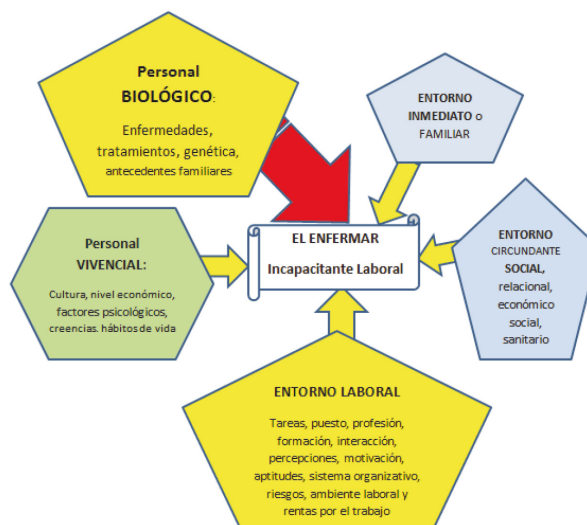 Personal
BIOLÓGICO:
Enfermedades,
tratamientos, genética,
antecedentes familiares
ENTORNO
INMEDIATO o
FAMILIAR
EL ENFERMAR
Incapacitante Laboral
Personal
VIVENCIAL:
Cultura, nivel económico,
factores psicológicos,
creencias. hábitos de vida
ENTORNO
CIRCUNDANTE
SOCIAL,
relacional,
económico
social,
sanitario
ENTORNO LABORAL
Tareas, puesto, profesión,
formación, interacción,
percepciones, motivación,
aptitudes, sistema organizativo,
riesgos, ambiente laboral y
rentas por el trabajo